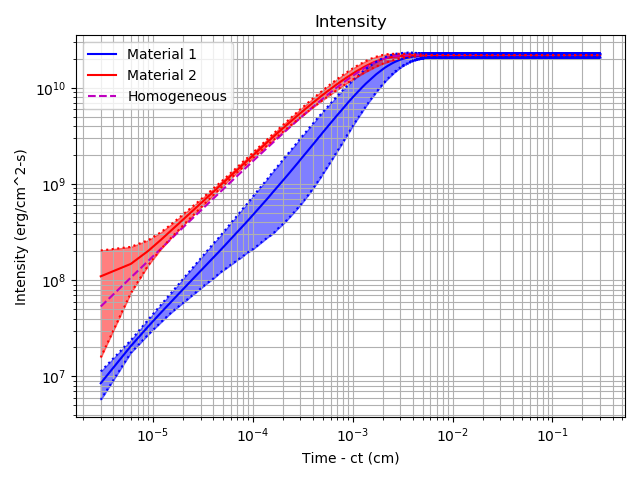 Intensity
Material 1
Material 2
Homogeneous
Intensity (erg/cm^2-s)
10^10
10^9
10^8
10^7
10^-5
10^-4
10^-3
10^-2
10^-1
Time - ct (cm)